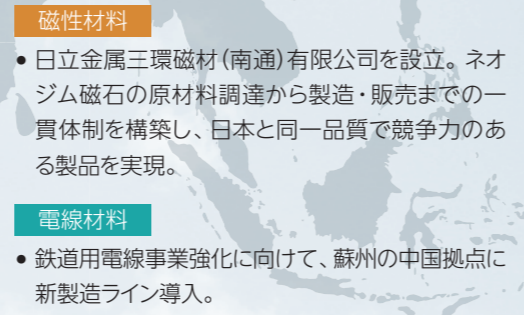 磁性材料
● 日立金属三環磁材(南通)有限公司を設立。ネオ
ジム磁石の原材料調達から製造・販売までの一
貫体制を構築し、日本と同一品質で競争力のあ
る製品を実現。
電線材料
● 鉄道用電線事業強化に向けて、蘇州の中国拠点に
新製造ライン導入。